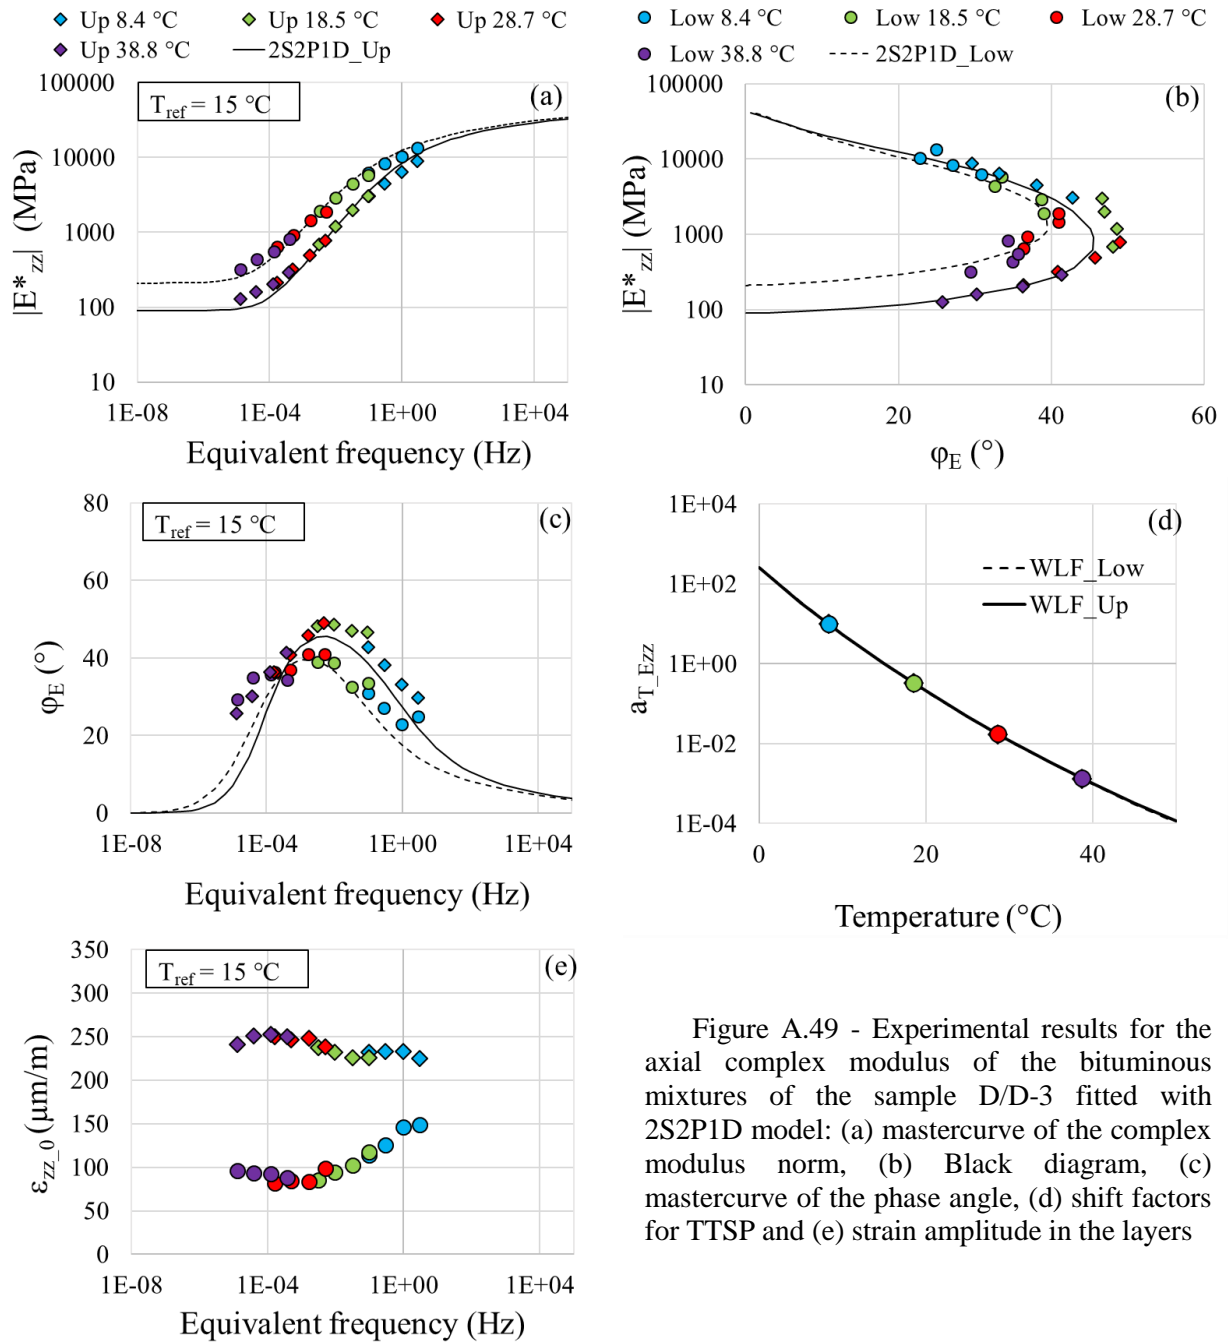 Up 8.4 °C Up 18.5 °C Up 28.7 °C
Up 38.8 °C 2S2P1D_Up
100000
10000
1000
100
10
|E*zz| (MPa)
Tref = 15 °C
(a)
1E-08 1E-04 1E+00
Equivalent frequency (Hz)
Low 8.4 °C Low 18.5 °C Low 28.7 °C
Low 38.8 °C 2S2P1D_Low
100000
10000
1000
100
10
|E*zz| (MPa)
(b)
0 20 40 60
φE (°)
80
60
40
20
0
φE (°)
Tref = 15 °C
(c)
1E-08 1E-04 1E+00
Equivalent frequency (Hz)
1E+04
1E+02
1E+00
1E-02
1E-04
aT_Ezz
(d)
WLF_Low
WLF_Up
0 20 40
Temperature (°C)
350
300
250
200
150
100
50
0
εzz_0 (μm/m)
Tref = 15 °C
(e)
1E-08 1E-04 1E+00 1E+04
Equivalent frequency (Hz)
Figure A.49 - Experimental results for the
axial complex modulus of the bituminous
mixtures of the sample D/D-3 fitted with
2S2P1D model: (a) mastercurve of the complex
modulus norm, (b) Black diagram, (c)
mastercurve of the phase angle, (d) shift factors
for TTSP and (e) strain amplitude in the layers